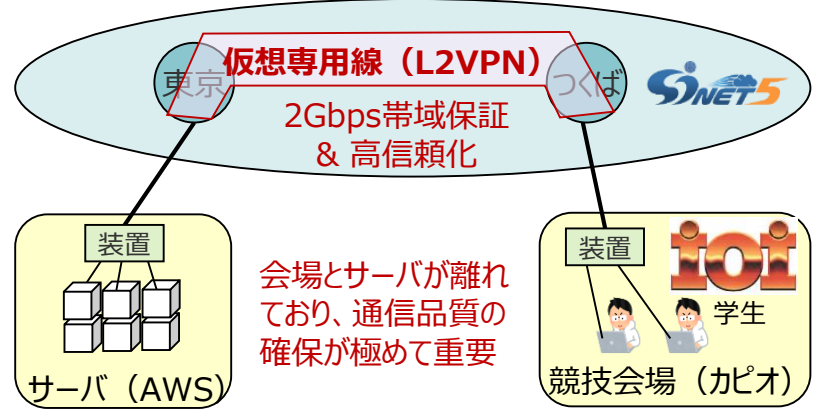 仮想専用線（L2VPN）
東京
つくば
SINET5
2Gbps帯域保証
& 高信頼化
装置
装置
ioi
学生
会場とサーバが離れ
ており、通信品質の
確保が極めて重要
サーバ（AWS）
競技会場（カピオ）